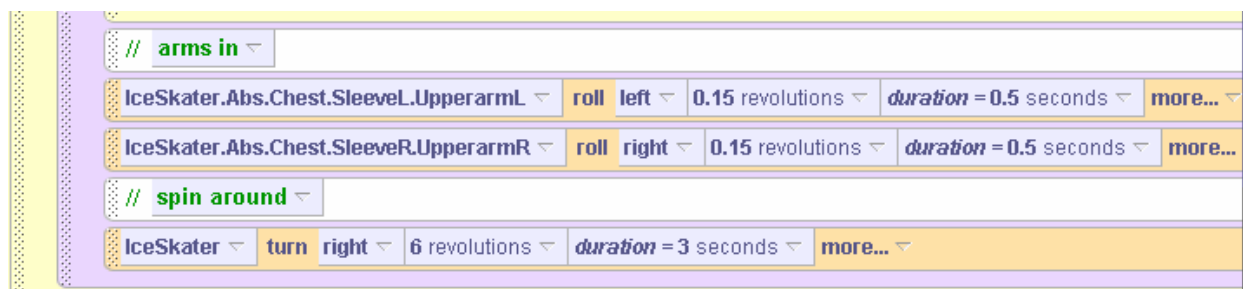 // arms in
IceSkater.Abs.Chest.SleeveL.UpperarmL roll left 0.15 revolutions duration = 0.5 seconds more...
IceSkater.Abs.Chest.SleeveR.UpperarmR roll right 0.15 revolutions duration = 0.5 seconds more...
// spin around
IceSkater turn right 6 revolutions duration = 3 seconds more...